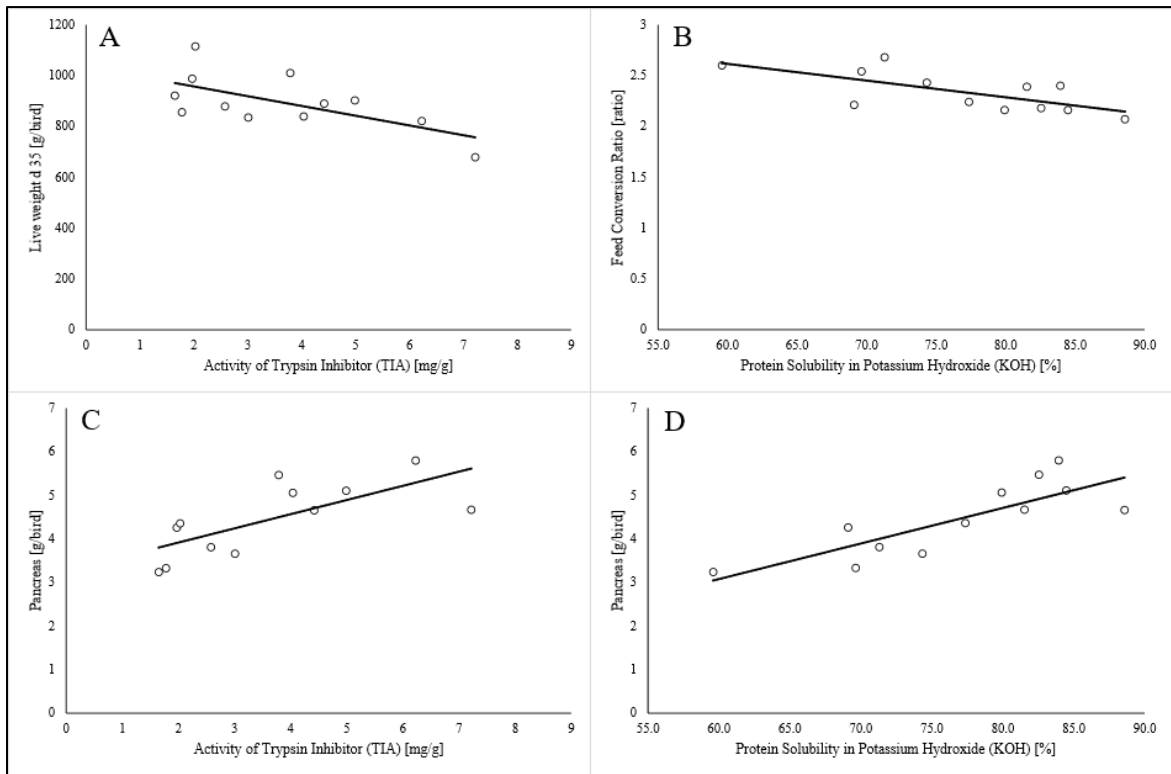 A
Live weight d 35 [g/bird]
1200
1000
800
600
400
200
0
0 1 2 3 4 5 6 7 8 9
Activity of Trypsin Inhibitor (TIA) [mg/g]
B
Feed Conversion Ratio [ratio]
3
2.5
2
1.5
1
0.5
0
55.0 60.0 65.0 70.0 75.0 80.0 85.0 90.0
Protein Solubility in Potassium Hydroxide (KOH) [%]
C
Pancreas [g/bird]
7
6
5
4
3
2
1
0
0 1 2 3 4 5 6 7 8 9
Activity of Trypsin Inhibitor (TIA) [mg/g]
D
Pancreas [g/bird]
7
6
5
4
3
2
1
0
55.0 60.0 65.0 70.0 75.0 80.0 85.0 90.0
Protein Solubility in Potassium Hydroxide (KOH) [%]